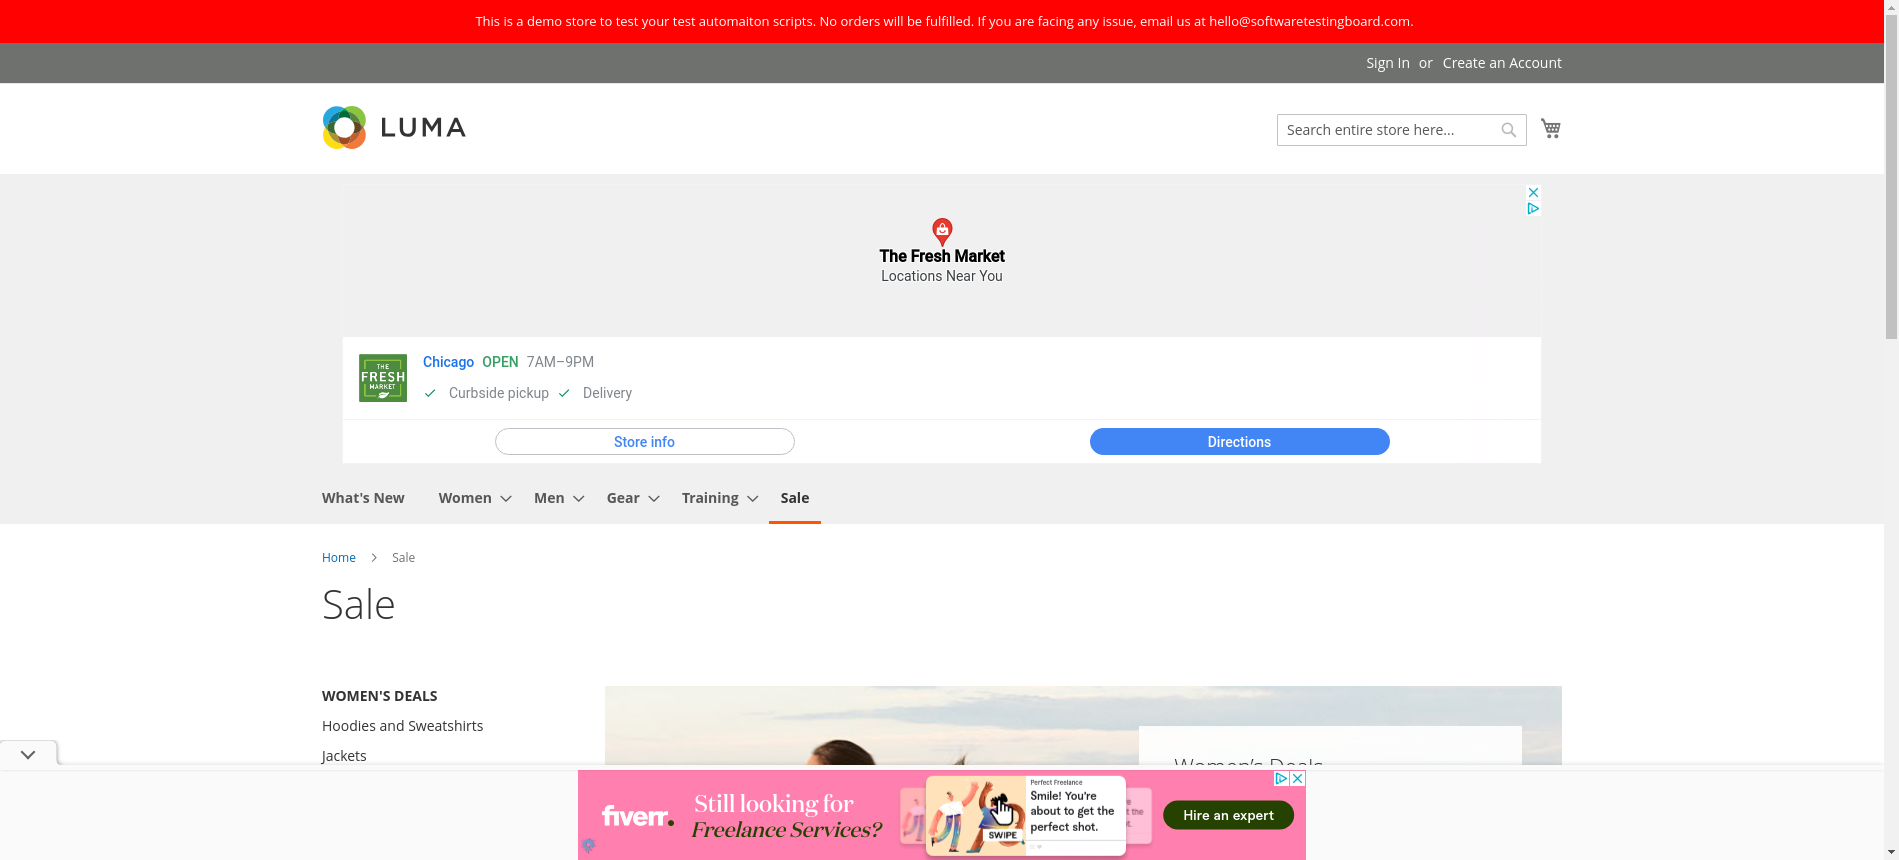 This is a demo store to test your test automaiton scripts. No orders will be fulfilled. If you are facing any issue, email us at hello@softwaretestingboard.com.
Sign In or Create an Account
LUMA
Search entire store here...
The Fresh Market
Locations Near You
THE
FRESH
MARKET
Chicago OPEN 7AM–9PM
Curbside pickup Delivery
Store info
Directions
What's New Women Men Gear Training Sale
Home Sale
Sale
WOMEN'S DEALS
Hoodies and Sweatshirts
Jackets
Women's Deals
fiverr.
Still looking for
Freelance Services?
SWIPE
Perfect Freelance
Smile! You're
about to get the
perfect shot.
Hire an expert